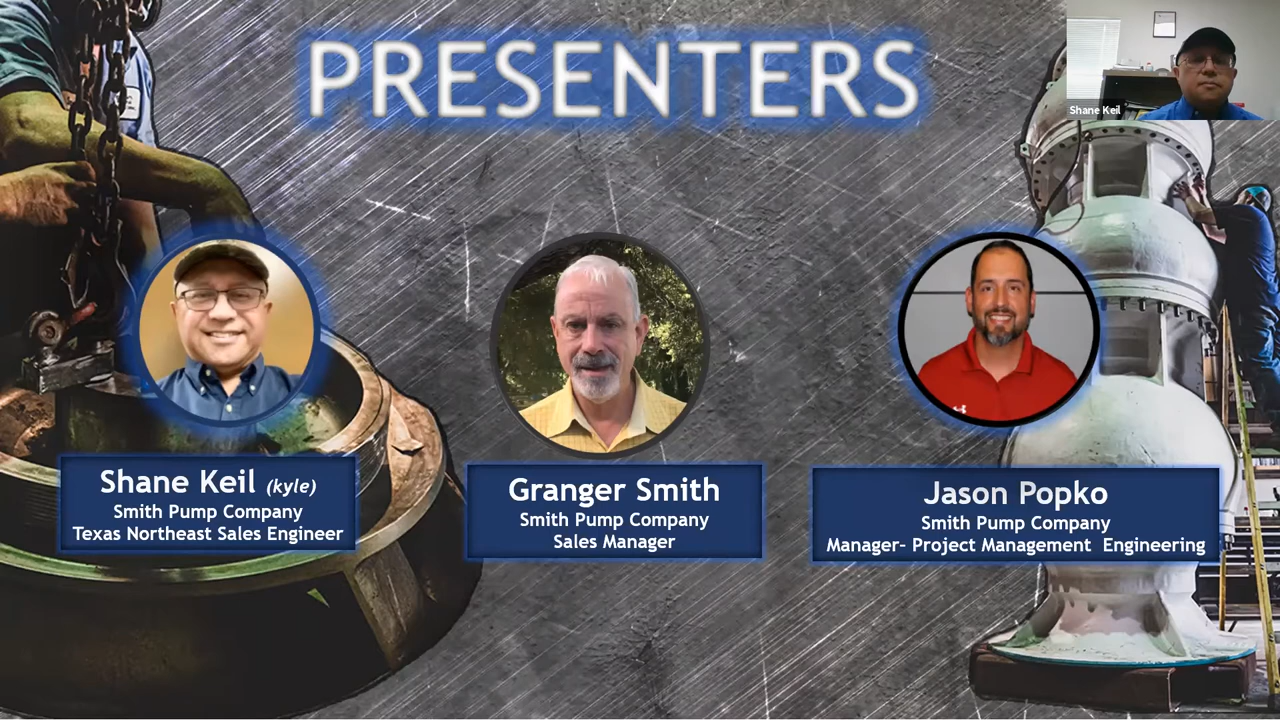 PRESENTERS
Shane Keil
Shane Keil (kyle)
Smith Pump Company
Texas Northeast Sales Engineer
Granger Smith
Smith Pump Company
Sales Manager
Jason Popko
Smith Pump Company
Manager- Project Management Engineering